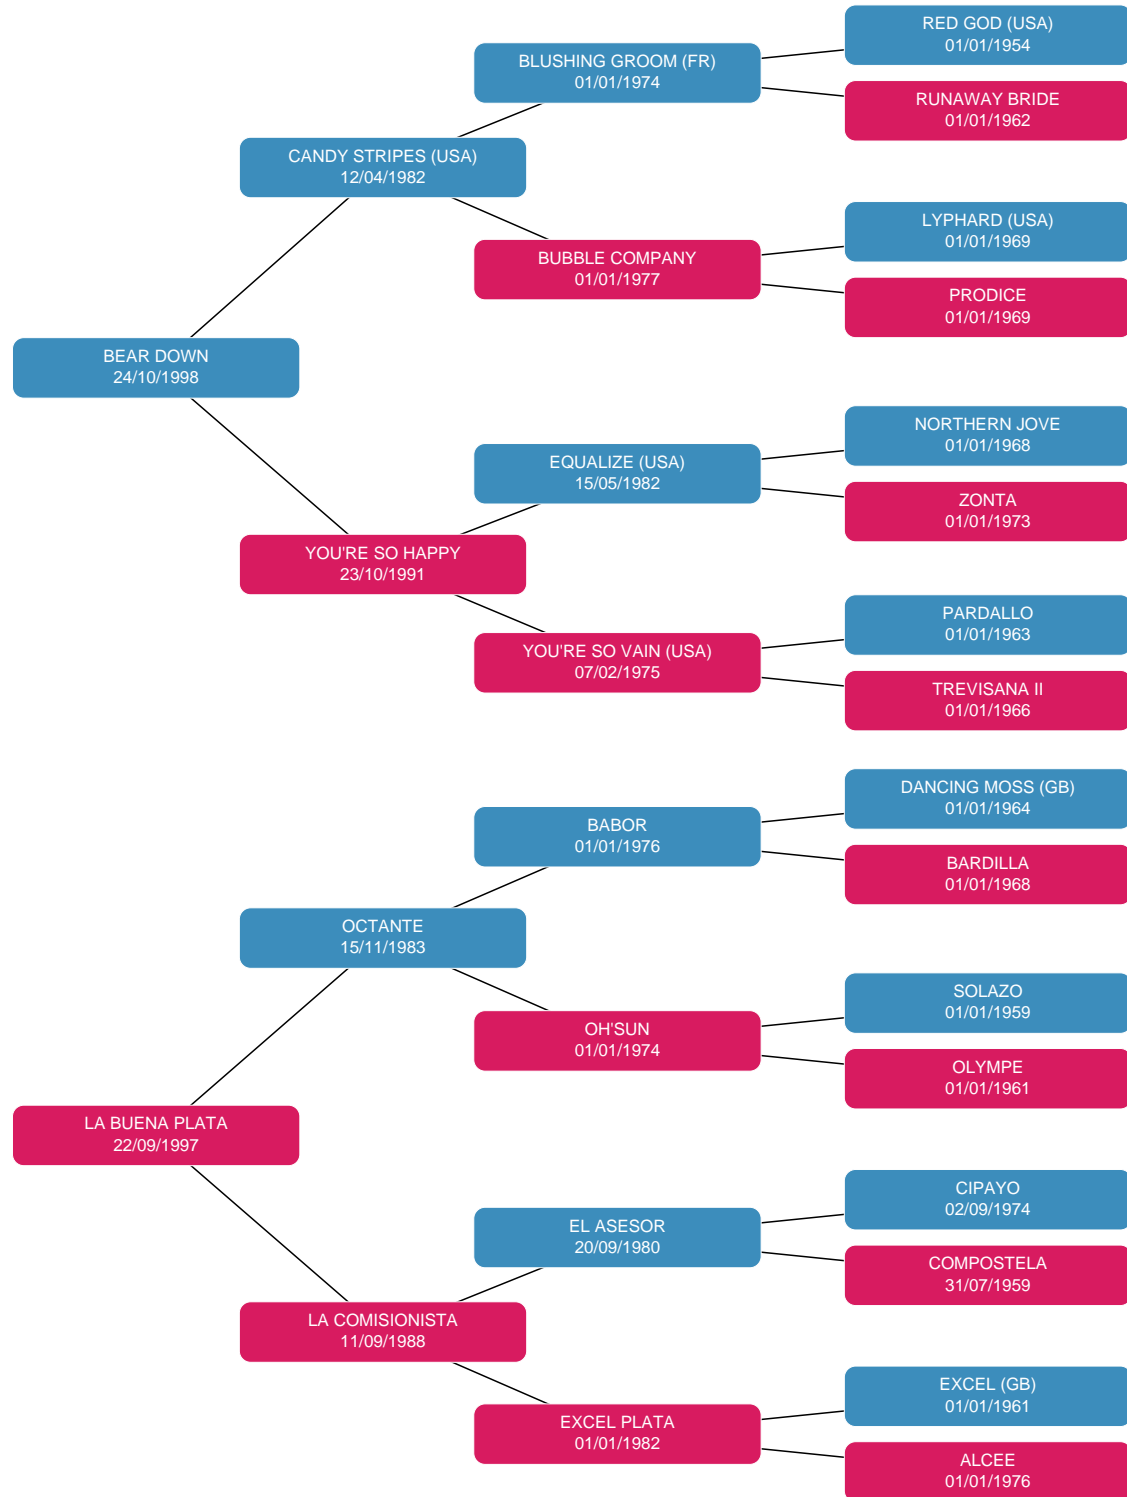 RED GOD (USA)
01/01/1954
BLUSHING GROOM (FR)
01/01/1974
RUNAWAY BRIDE
01/01/1962
CANDY STRIPES (USA)
12/04/1982
LYPHARD (USA)
01/01/1969
BUBBLE COMPANY
01/01/1977
PRODICE
01/01/1969
BEAR DOWN
24/10/1998
NORTHERN JOVE
01/01/1968
EQUALIZE (USA)
15/05/1982
ZONTA
01/01/1973
YOU'RE SO HAPPY
23/10/1991
PARDALLO
01/01/1963
YOU'RE SO VAIN (USA)
07/02/1975
TREVISANA II
01/01/1966
DANCING MOSS (GB)
01/01/1964
BABOR
01/01/1976
BARDILLA
01/01/1968
OCTANTE
15/11/1983
SOLAZO
01/01/1959
OH'SUN
01/01/1974
OLYMPE
01/01/1961
LA BUENA PLATA
22/09/1997
CIPAYO
02/09/1974
EL ASESOR
20/09/1980
COMPOSTELA
31/07/1959
LA COMISIONISTA
11/09/1988
EXCEL (GB)
01/01/1961
EXCEL PLATA
01/01/1982
ALCEE
01/01/1976